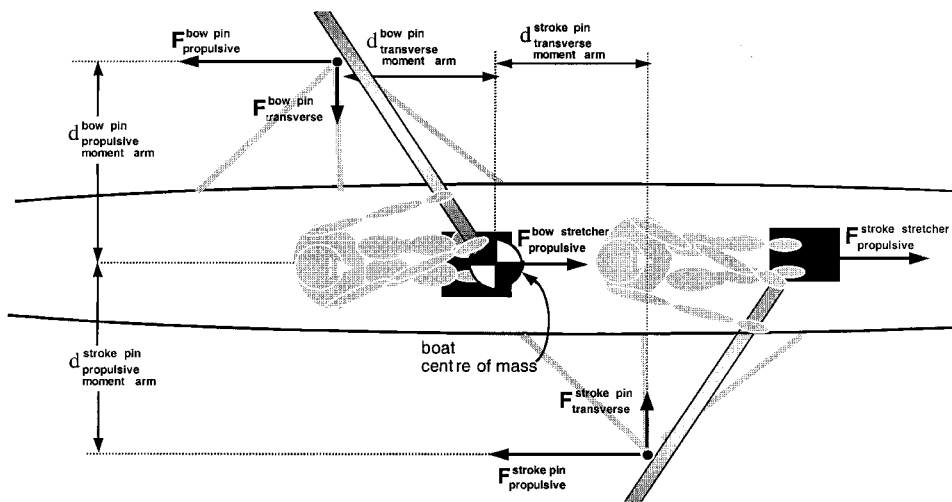 F bow pin
propulsive
d bow pin
transverse
moment arm
d stroke pin
transverse
moment arm
F bow pin
transverse
d bow pin
propulsive
moment arm
F bow stretcher
propulsive
F stroke stretcher
propulsive
boat
centre of mass
d stroke pin
propulsive
moment arm
F stroke pin
transverse
F stroke pin
propulsive